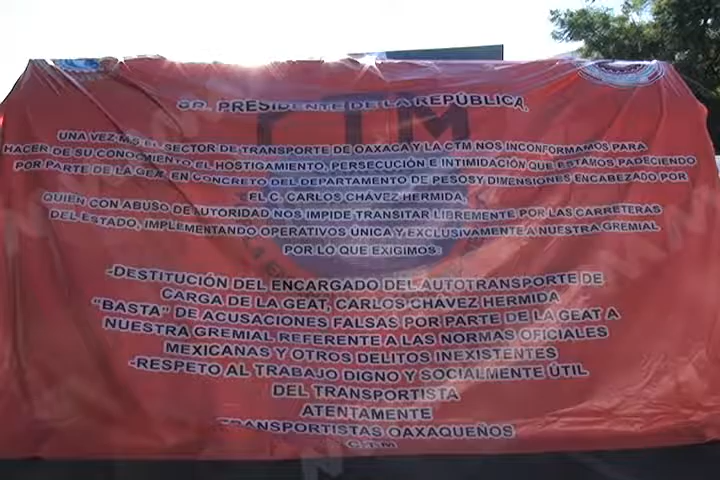 SR. PRESIDENTE DE LA REPÚBLICA,
CTM
UNA VEZ MS EL SECTOR DE TRANSPORTE DE OAXACA Y LA CTM NOS INCONFORMAMOS PARA
HACER DE SU CONOCIMIENTO EL HOSTIGAMIENTO, PERSECUCIÓN E INTIMIDACIÓN QUE ESTAMOS PADECIENDO
POR PARTE DE LA GEAT EN CONCRETO DEL DEPARTAMENTO DE PESOS Y DIMENSIONES ENCABEZADO POR
EL C. CARLOS CHÁVEZ HERMIDA,
QUIEN CON ABUSO DE AUTORIDAD NOS IMPIDE TRANSITAR LIBREMENTE POR LAS CARRETERAS
DEL ESTADO, IMPLEMENTANDO OPERATIVOS ÚNICA Y EXCLUSIVAMENTE A NUESTRA GREMIAL
POR LO QUE EXIGIMOS.
-DESTITUCIÓN DEL ENCARGADO DEL AUTOTRANSPORTE DE
CARGA DE LA GEAT, CARLOS CHÁVEZ HERMIDA
"BASTA" DE ACUSACIONES FALSAS POR PARTE DE LA GEAT A
NUESTRA GREMIAL REFERENTE A LAS NORMAS OFICIALES
MEXICANAS Y OTROS DELITOS INEXISTENTES
-RESPETO AL TRABAJO DIGNO Y SOCIALMENTE ÚTIL
DEL TRANSPORTISTA
ATENTAMENTE
TRANSPORTISTAS OAXAQUEÑOS
C.T.M.